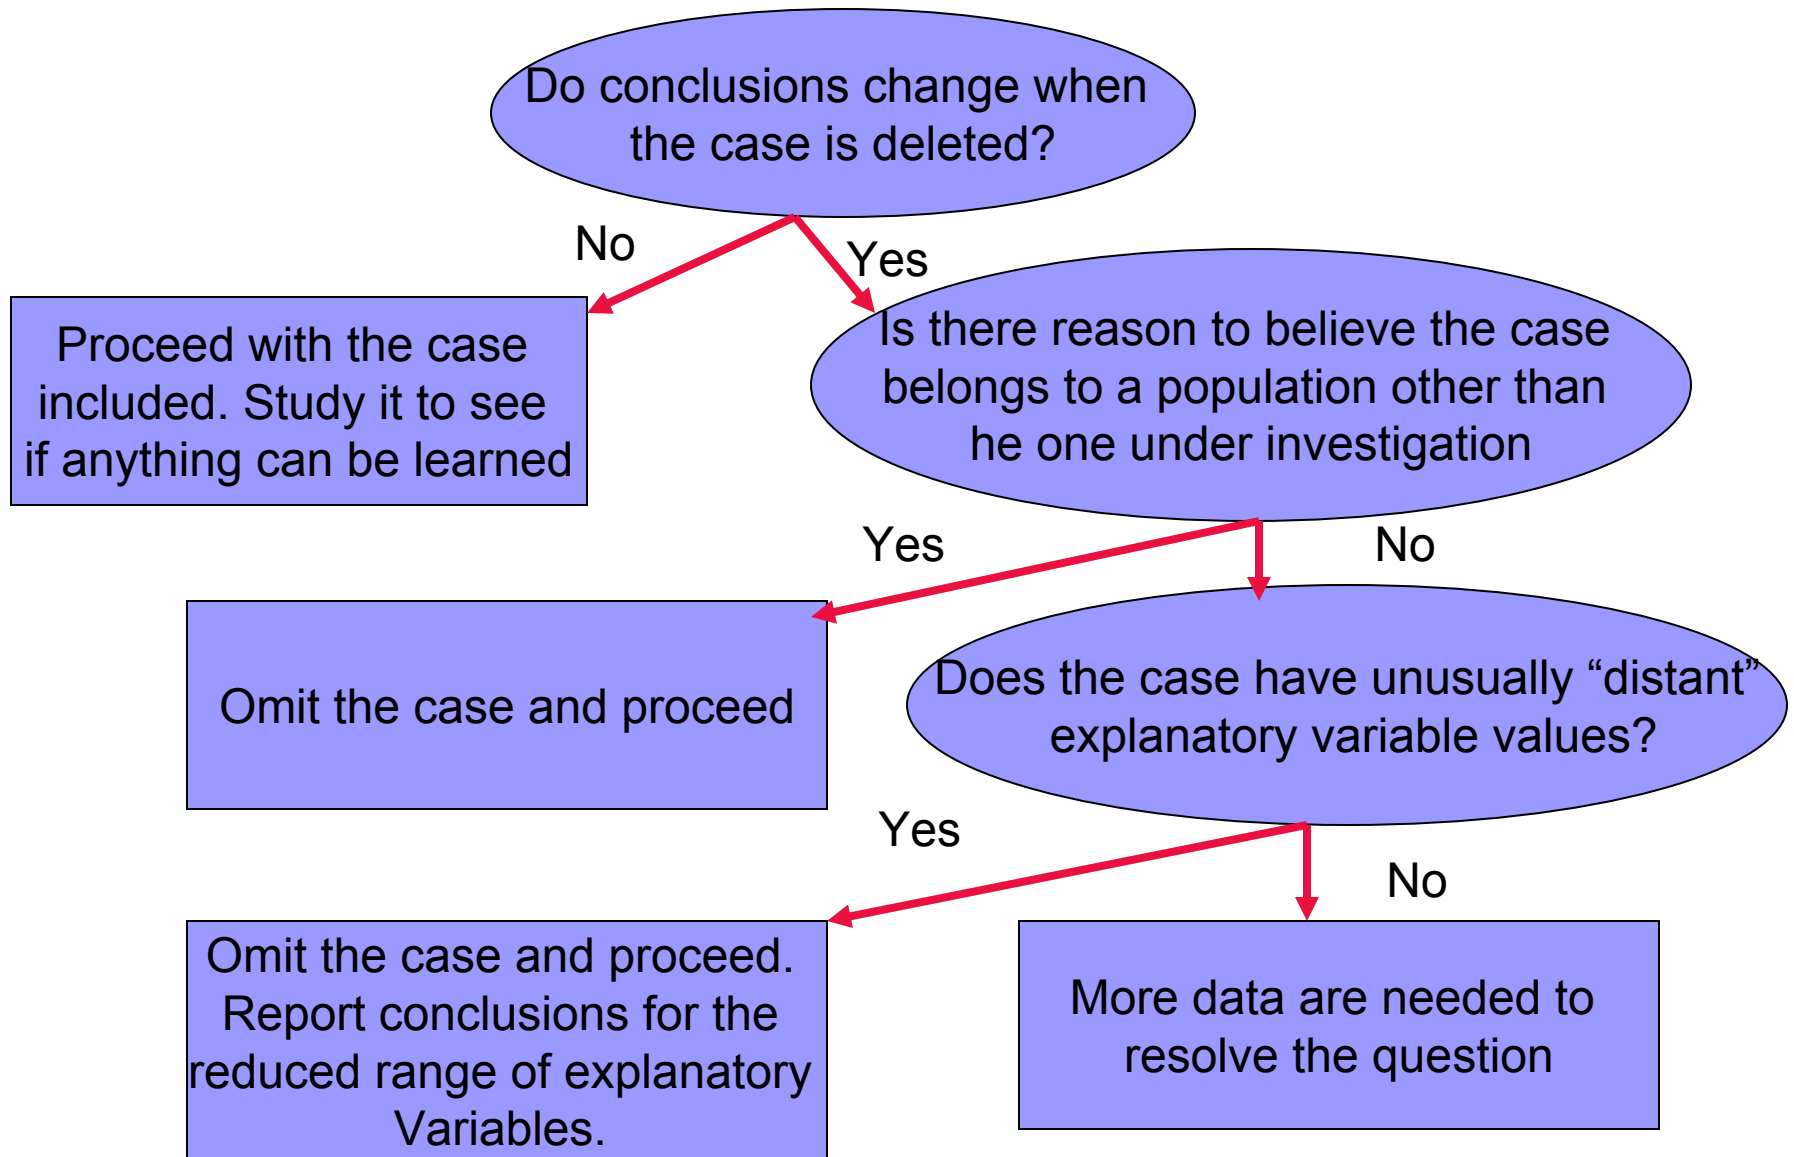 Do conclusions change when
the case is deleted?
No
Yes
Proceed with the case
included. Study it to see
if anything can be learned
Is there reason to believe the case
belongs to a population other than
he one under investigation
Yes
No
Omit the case and proceed
Does the case have unusually “distant”
explanatory variable values?
Yes
No
Omit the case and proceed.
Report conclusions for the
reduced range of explanatory
Variables.
More data are needed to
resolve the question